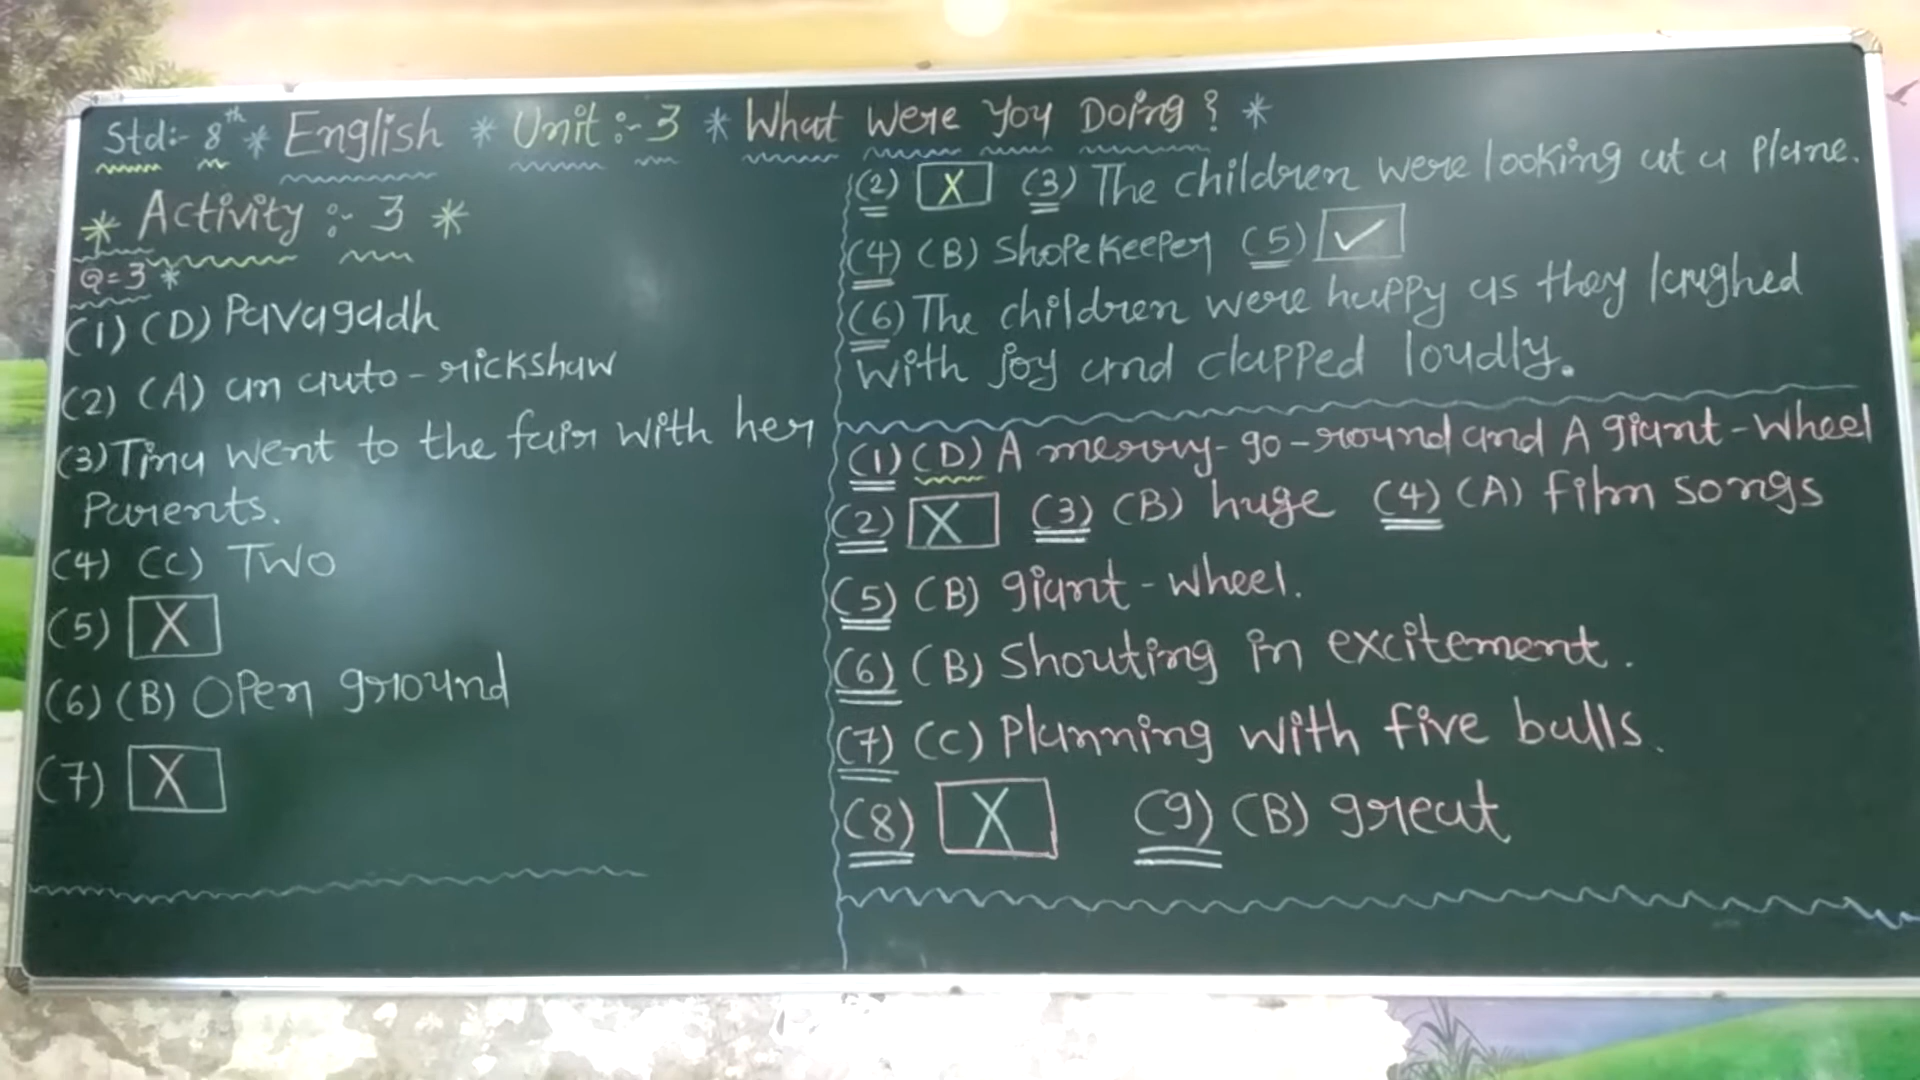 Std:- 8th * English * Unit :- 3 * What Were You Doing ? *
* Activity :- 3 *
Q=3 *
(1) (D) Pavagadh
(2) (A) an auto-rickshaw
(3) Tina went to the fair with her
Parents.
(4) (C) Two
(5) X
(6) (B) Open ground
(7) X
(2) X (3) The children were looking at a Plane.
(4) (B) Shopekeeper (5) ✓
(6) The children were happy as they laughed
with joy and clapped loudly.
(1) (D) A merry-go-round and A giant-wheel
(2) X (3) (B) huge (4) (A) film songs
(5) (B) giant-wheel.
(6) (B) Shouting in excitement.
(7) (C) Planning with five balls.
(8) X (9) (B) great